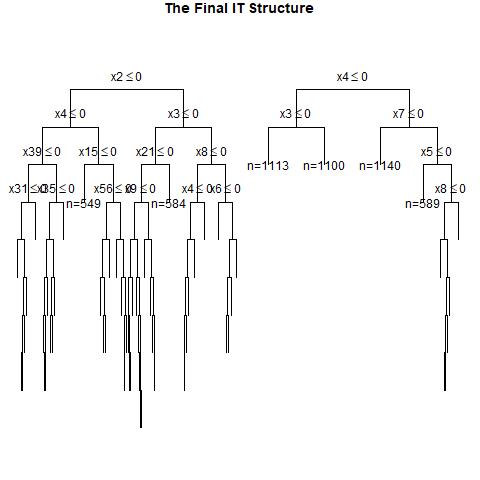 The Final IT Structure
x2 ≤ 0
x4 ≤ 0
x4 ≤ 0
x3 ≤ 0
x3 ≤ 0
x7 ≤ 0
x39 ≤ 0
x15 ≤ 0
x21 ≤ 0
x8 ≤ 0
n=1113
n=1100
n=1140
x5 ≤ 0
x31 ≤ 0
x35 ≤ 0
n=549
x56 ≤ 0
x9 ≤ 0
n=584
x4 ≤ 0
x6 ≤ 0
n=589
x8 ≤ 0